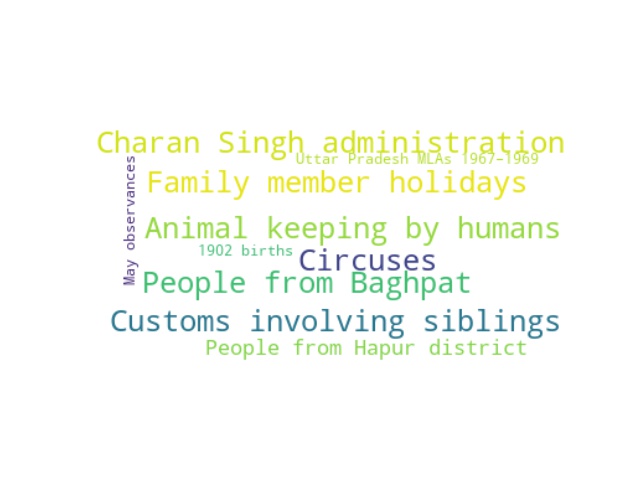 Charan Singh administration
Uttar Pradesh MLAs 1967–1969
Family member holidays
May observances
Animal keeping by humans
1902 births
Circuses
People from Baghpat
Customs involving siblings
People from Hapur district